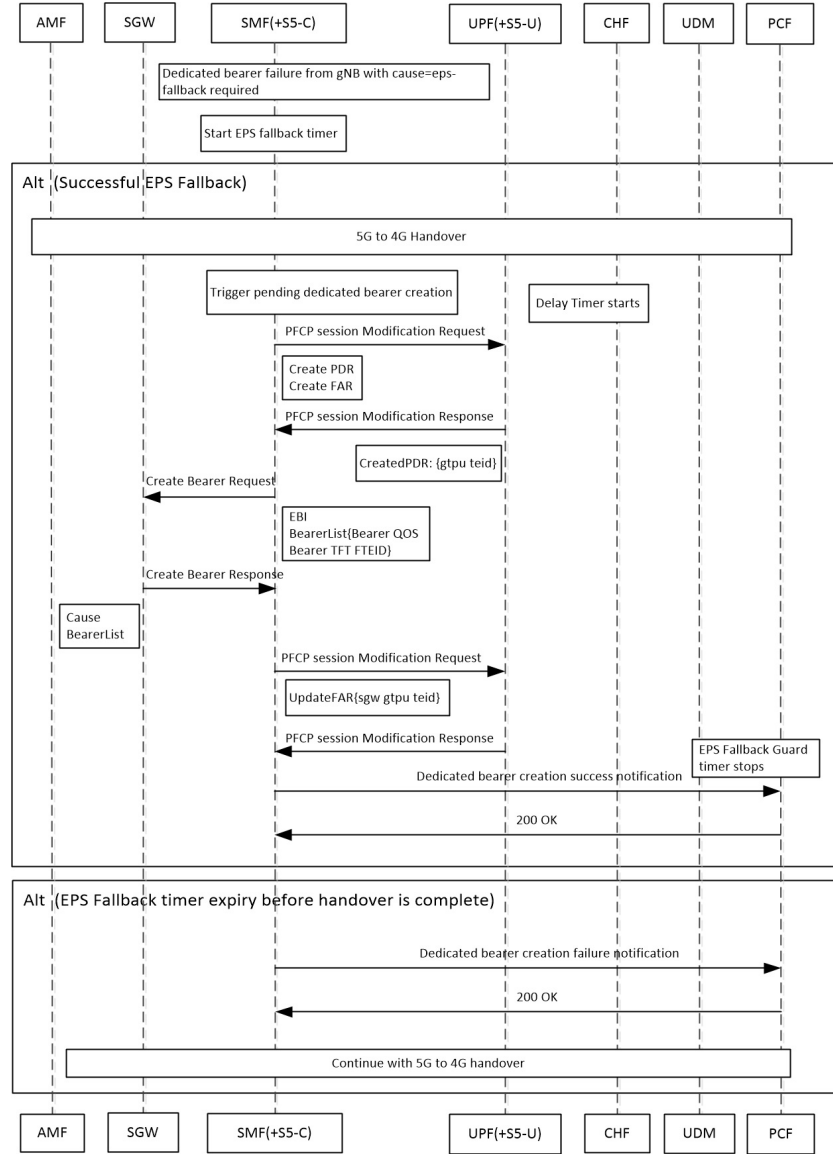 AMF
SGW
SMF(+S5-C)
UPF(+S5-U)
CHF
UDM
PCF
Dedicated bearer failure from gNB with cause=eps-
fallback required
Start EPS fallback timer
Alt (Successful EPS Fallback)
5G to 4G Handover
Trigger pending dedicated bearer creation
Delay Timer starts
PFCP session Modification Request
Create PDR
Create FAR
PFCP session Modification Response
CreatedPDR: {gtpu teid}
Create Bearer Request
EBI
BearerList{Bearer QOS
Bearer TFT FTEID}
Create Bearer Response
Cause
BearerList
PFCP session Modification Request
UpdateFAR{sgw gtpu teid}
PFCP session Modification Response
EPS Fallback Guard
timer stops
Dedicated bearer creation success notification
200 OK
Alt (EPS Fallback timer expiry before handover is complete)
Dedicated bearer creation failure notification
200 OK
Continue with 5G to 4G handover
AMF
SGW
SMF(+S5-C)
UPF(+S5-U)
CHF
UDM
PCF